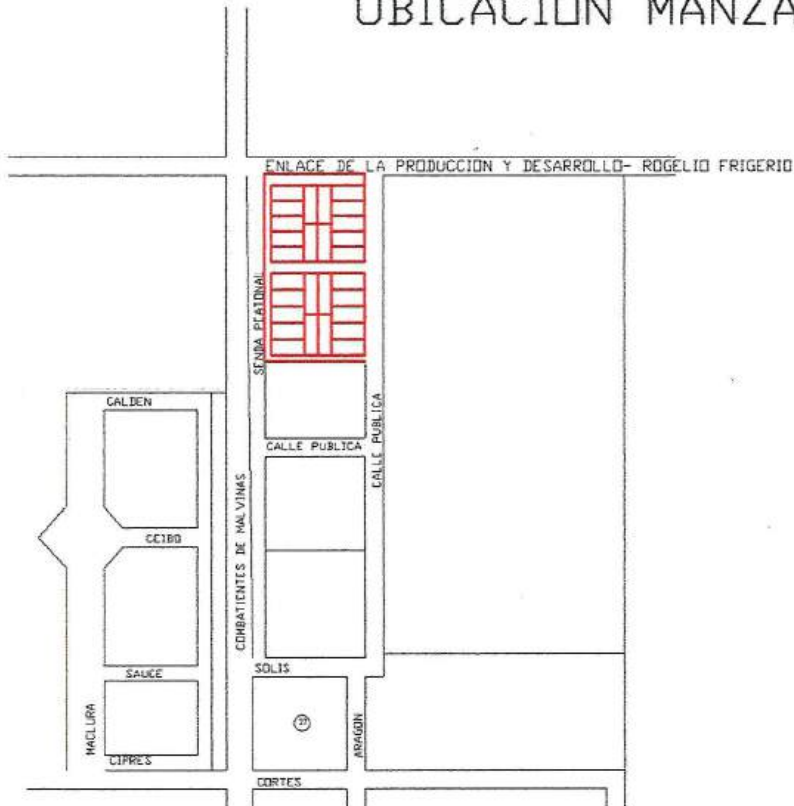 UBICACION MANZA
ENLACE DE LA PRODUCCION Y DESARROLLO- ROGELIO FRIGERIO
SENDA PEATONAL
CALDEN
CALLE PUBLICA
CALLE PUBLICA
COMBATIENTES DE MALVINAS
CEIBO
SOLIS
SAUCE
MACLURA
ARAGON
CIPRES
CORTES